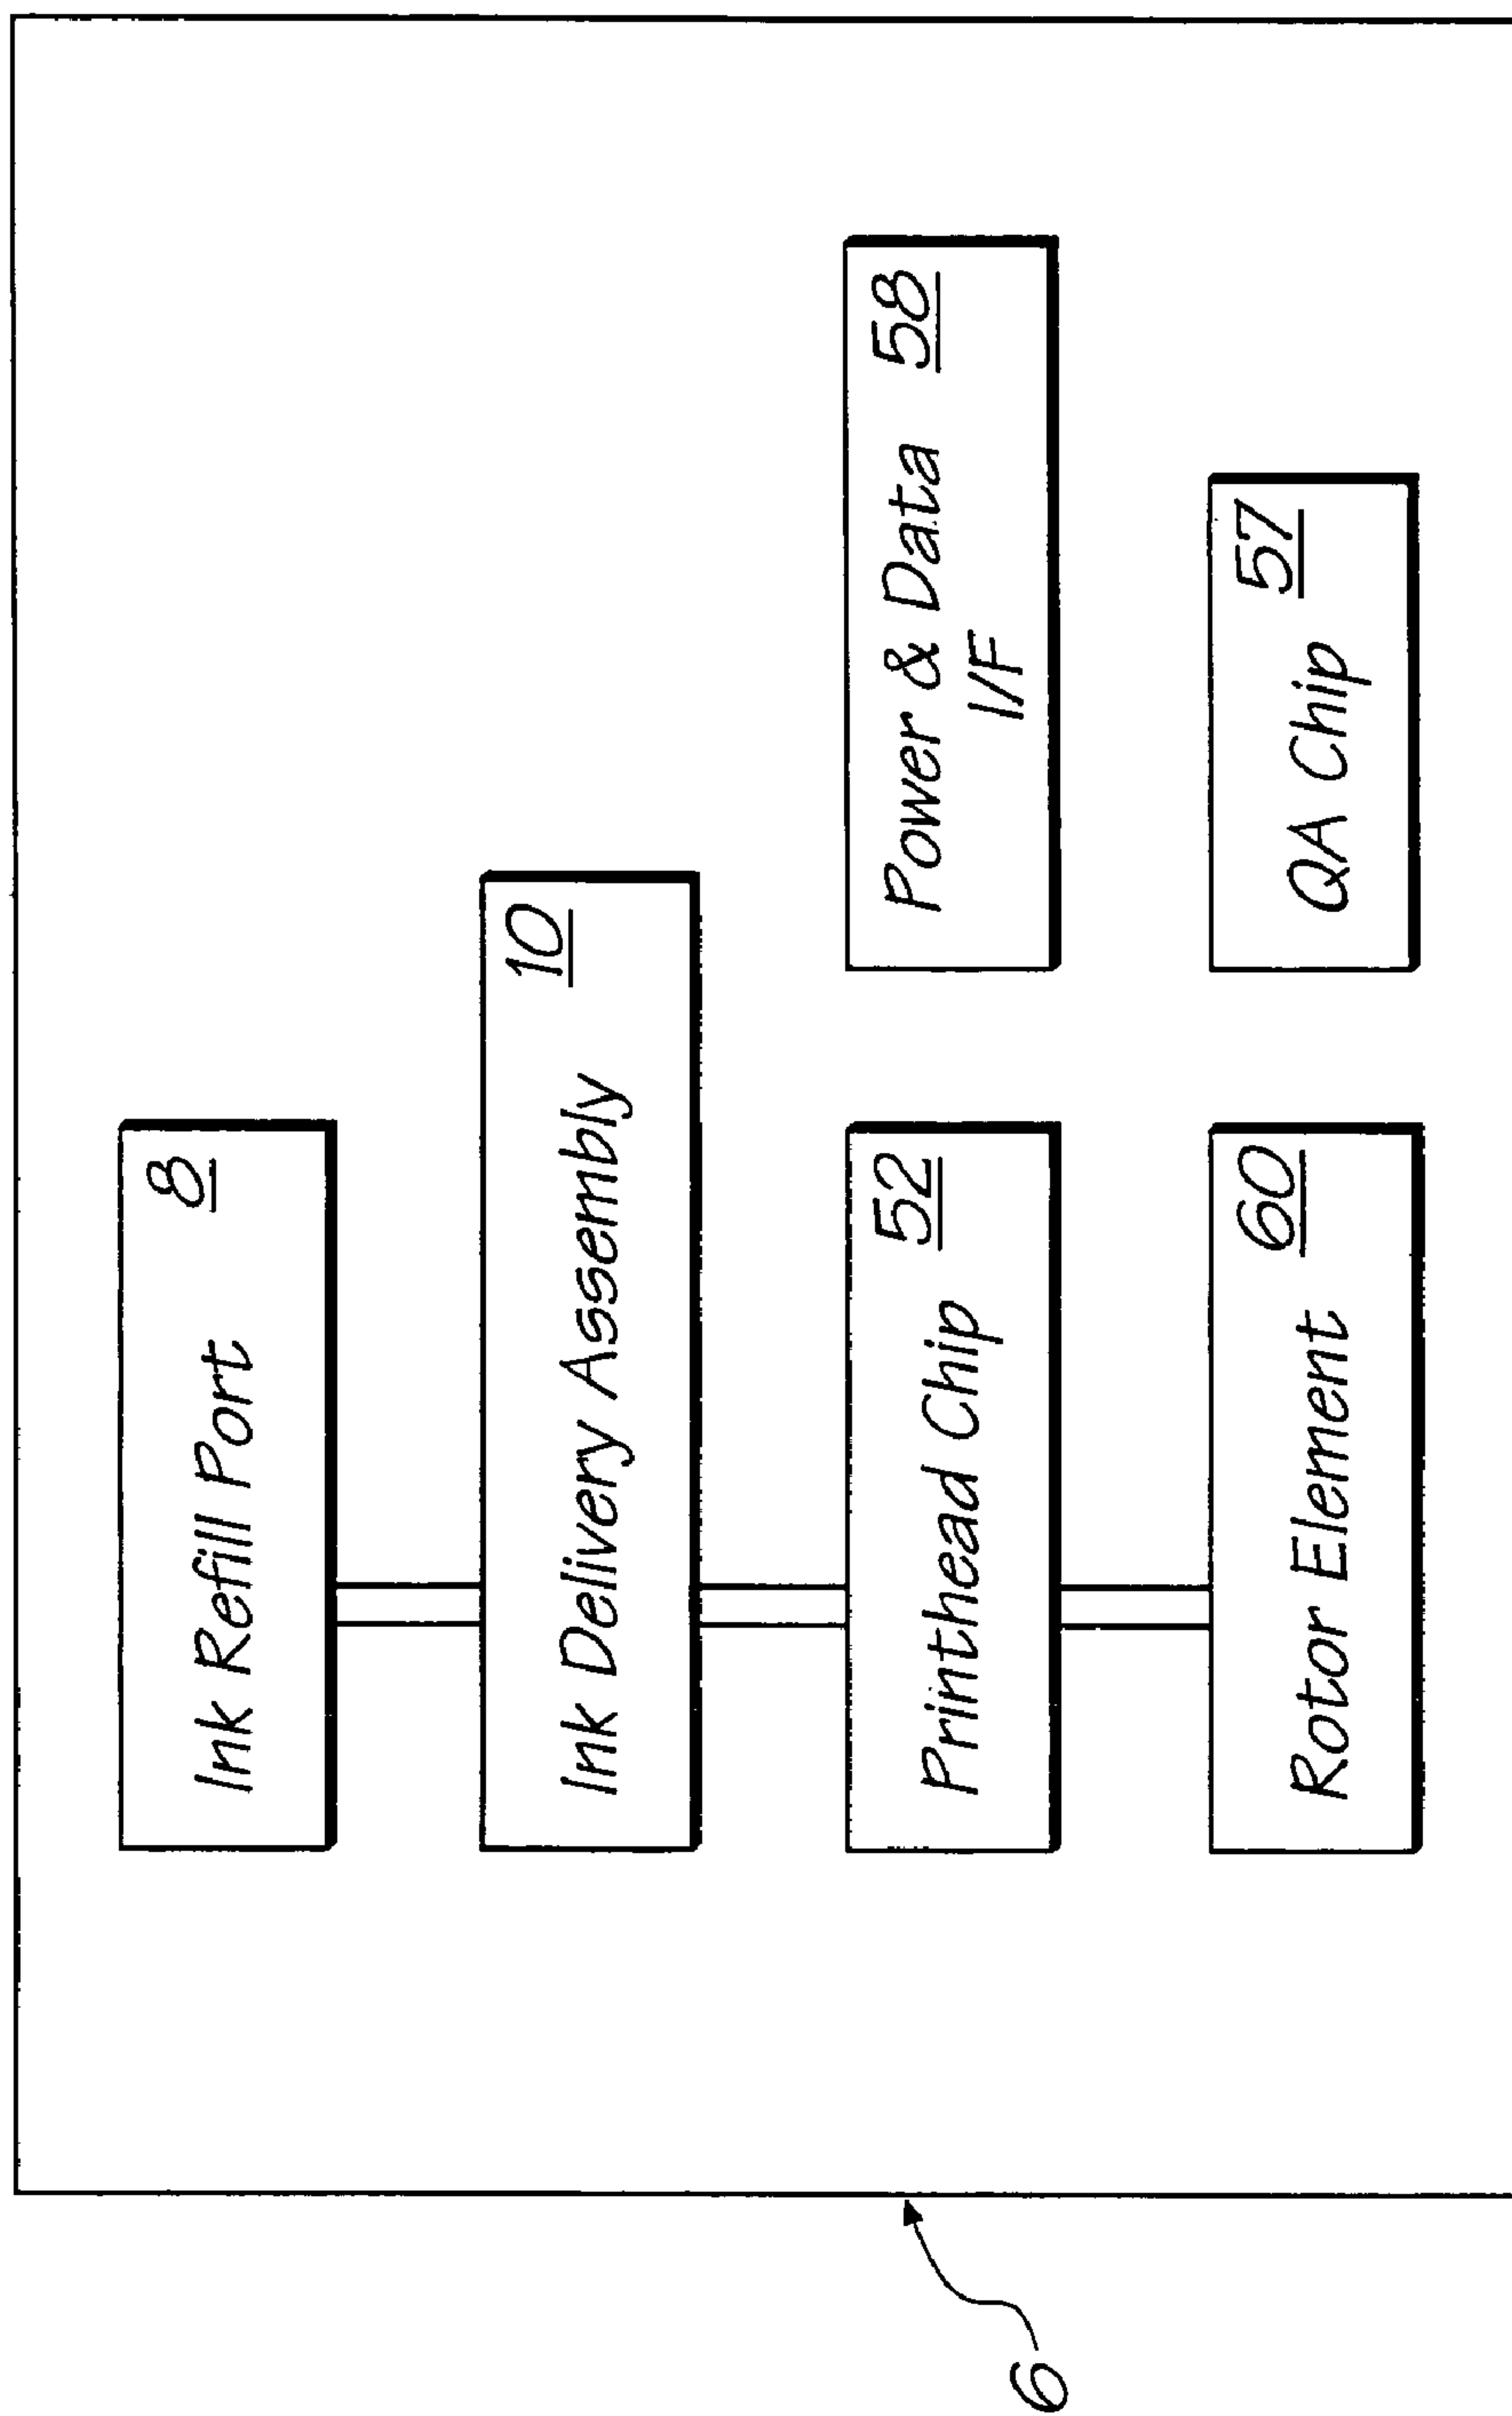 Ink Refill Port 8
Ink Delivery Assembly 10
Printhead Chip 52
Power & Data 58
I/F
Rotor Element 60
QA Chip 57
6